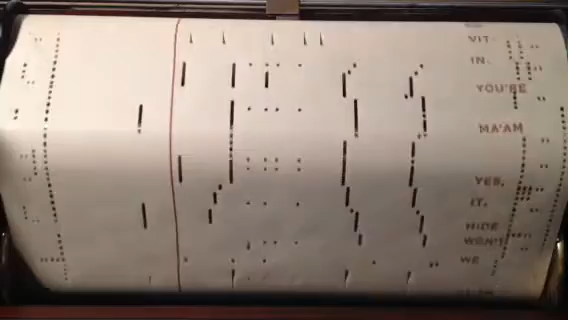 VIT-
IN.
YOU'RE
MA'AM
YES,
IT,
HIDE
WON'T
WE